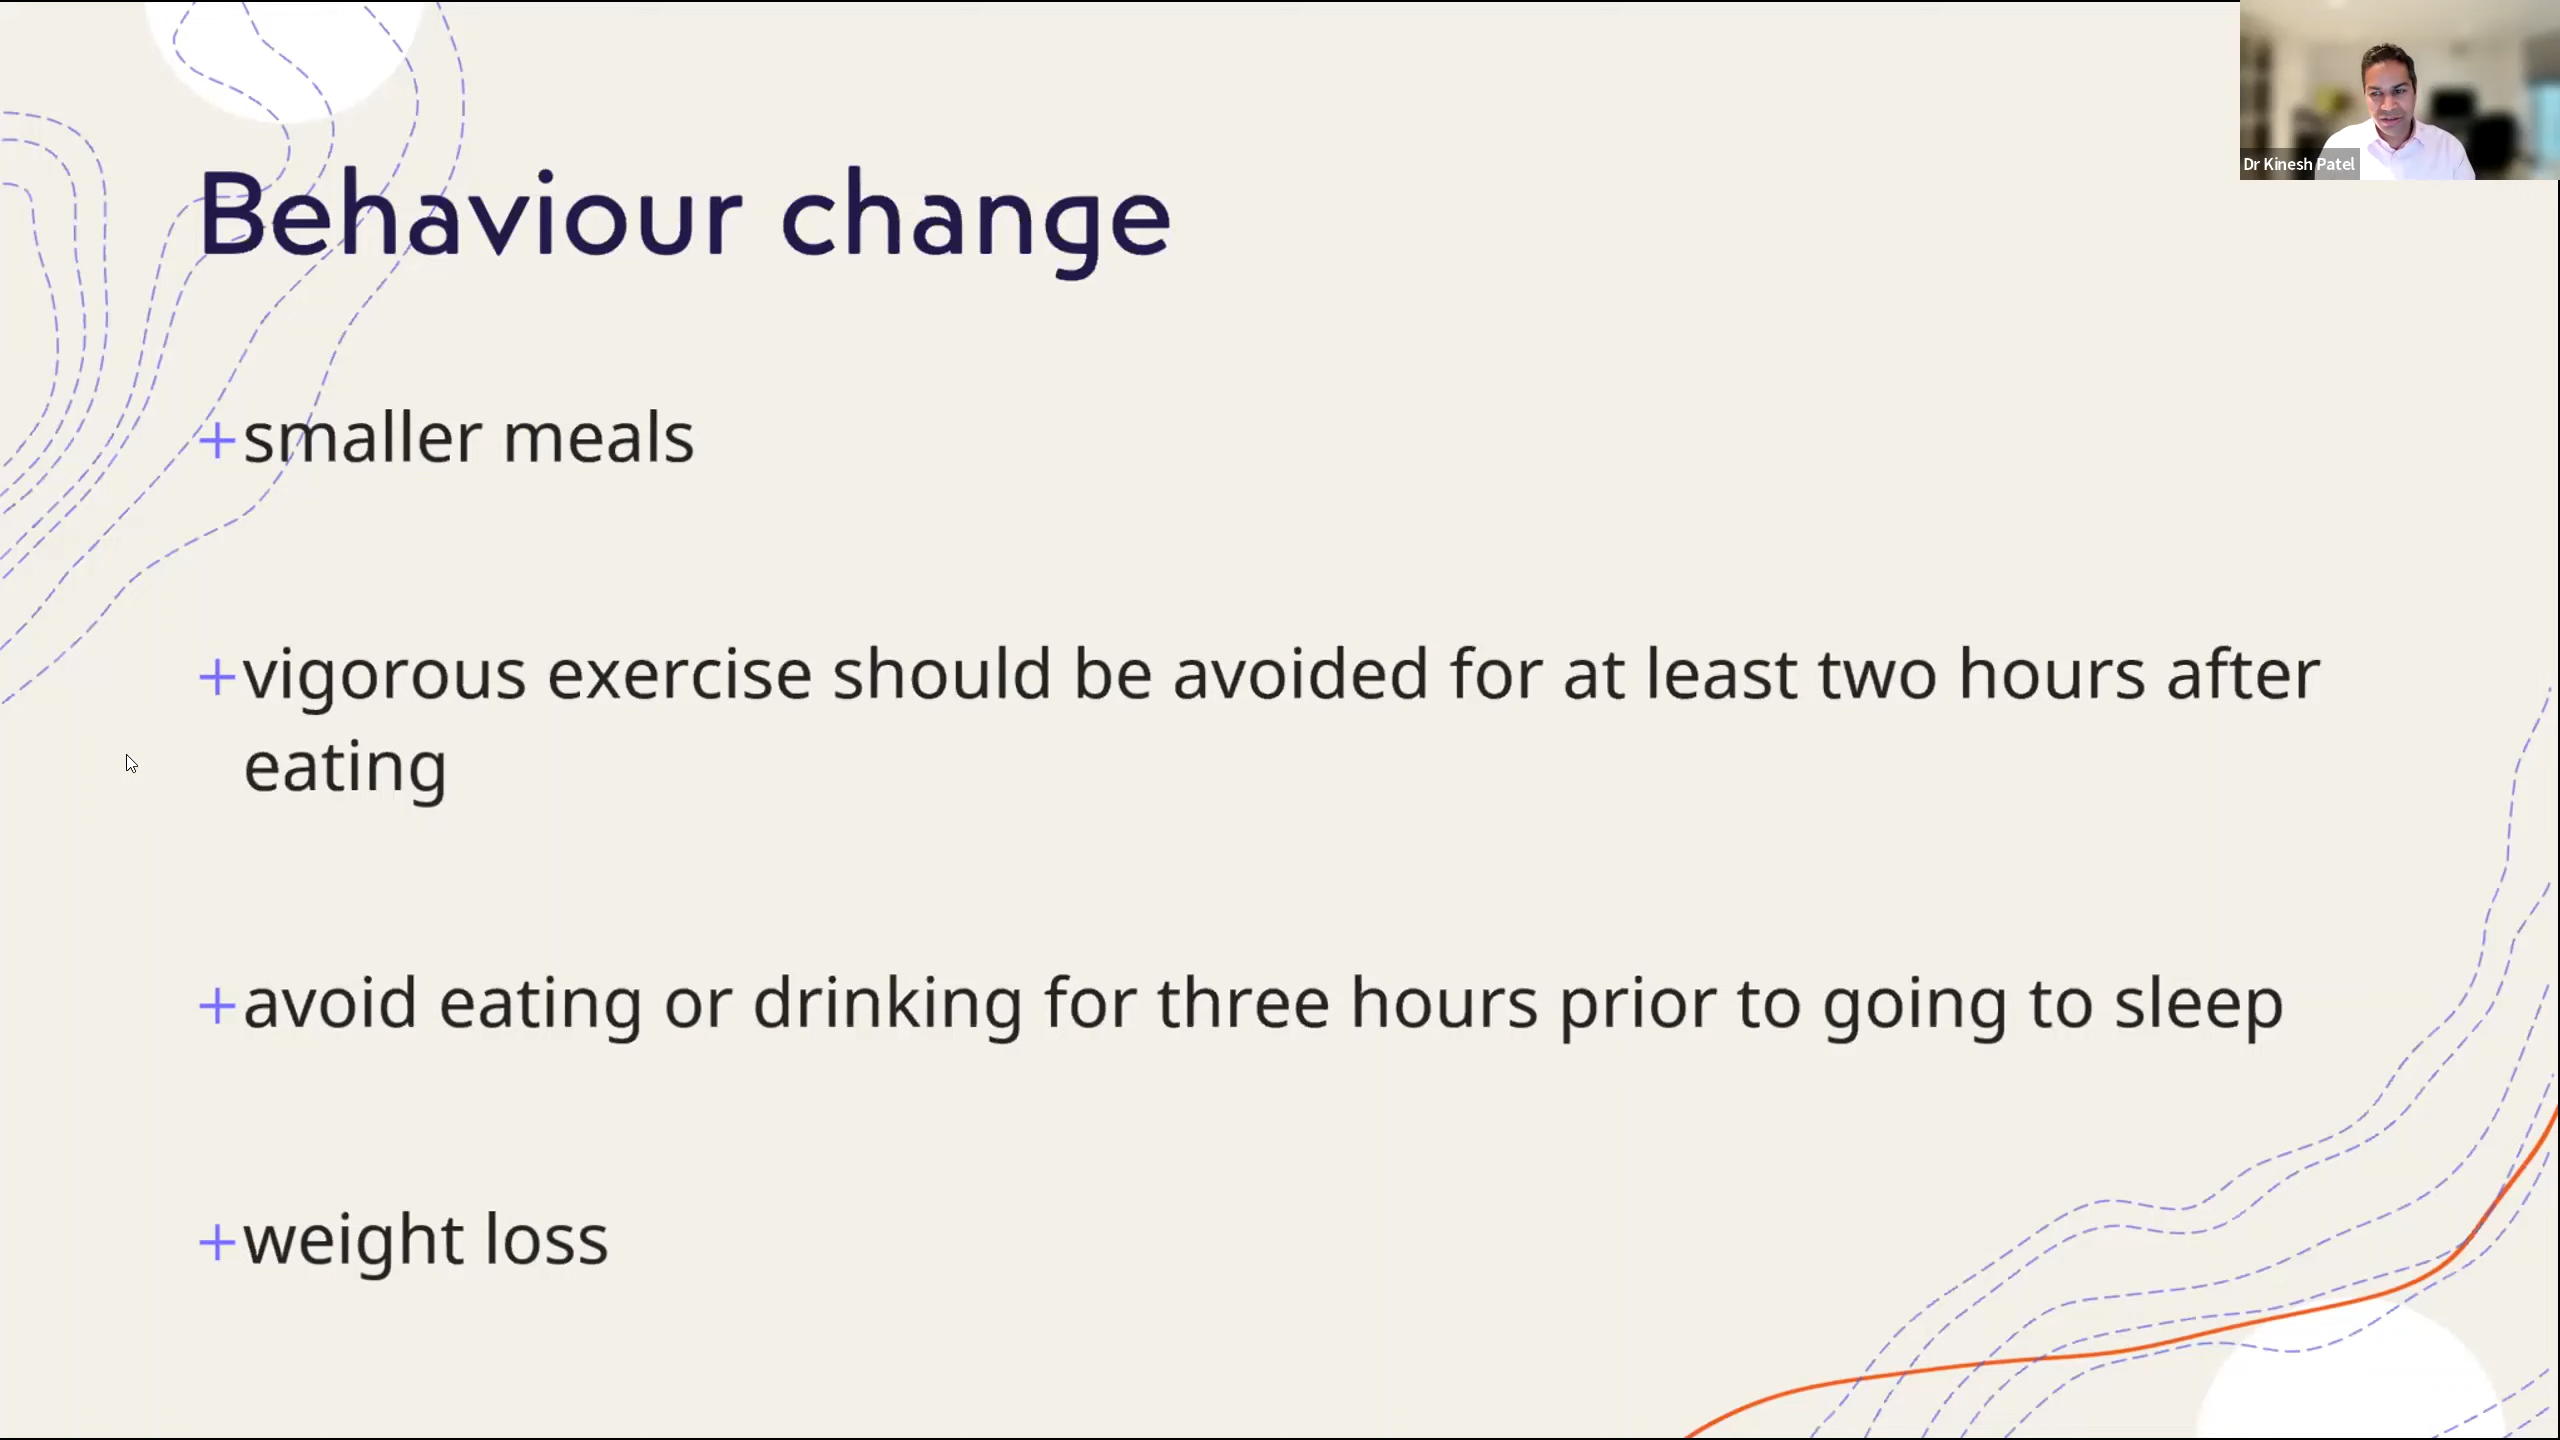 Dr Kinesh Patel
Behaviour change
+smaller meals
+vigorous exercise should be avoided for at least two hours after
eating
+avoid eating or drinking for three hours prior to going to sleep
+weight loss